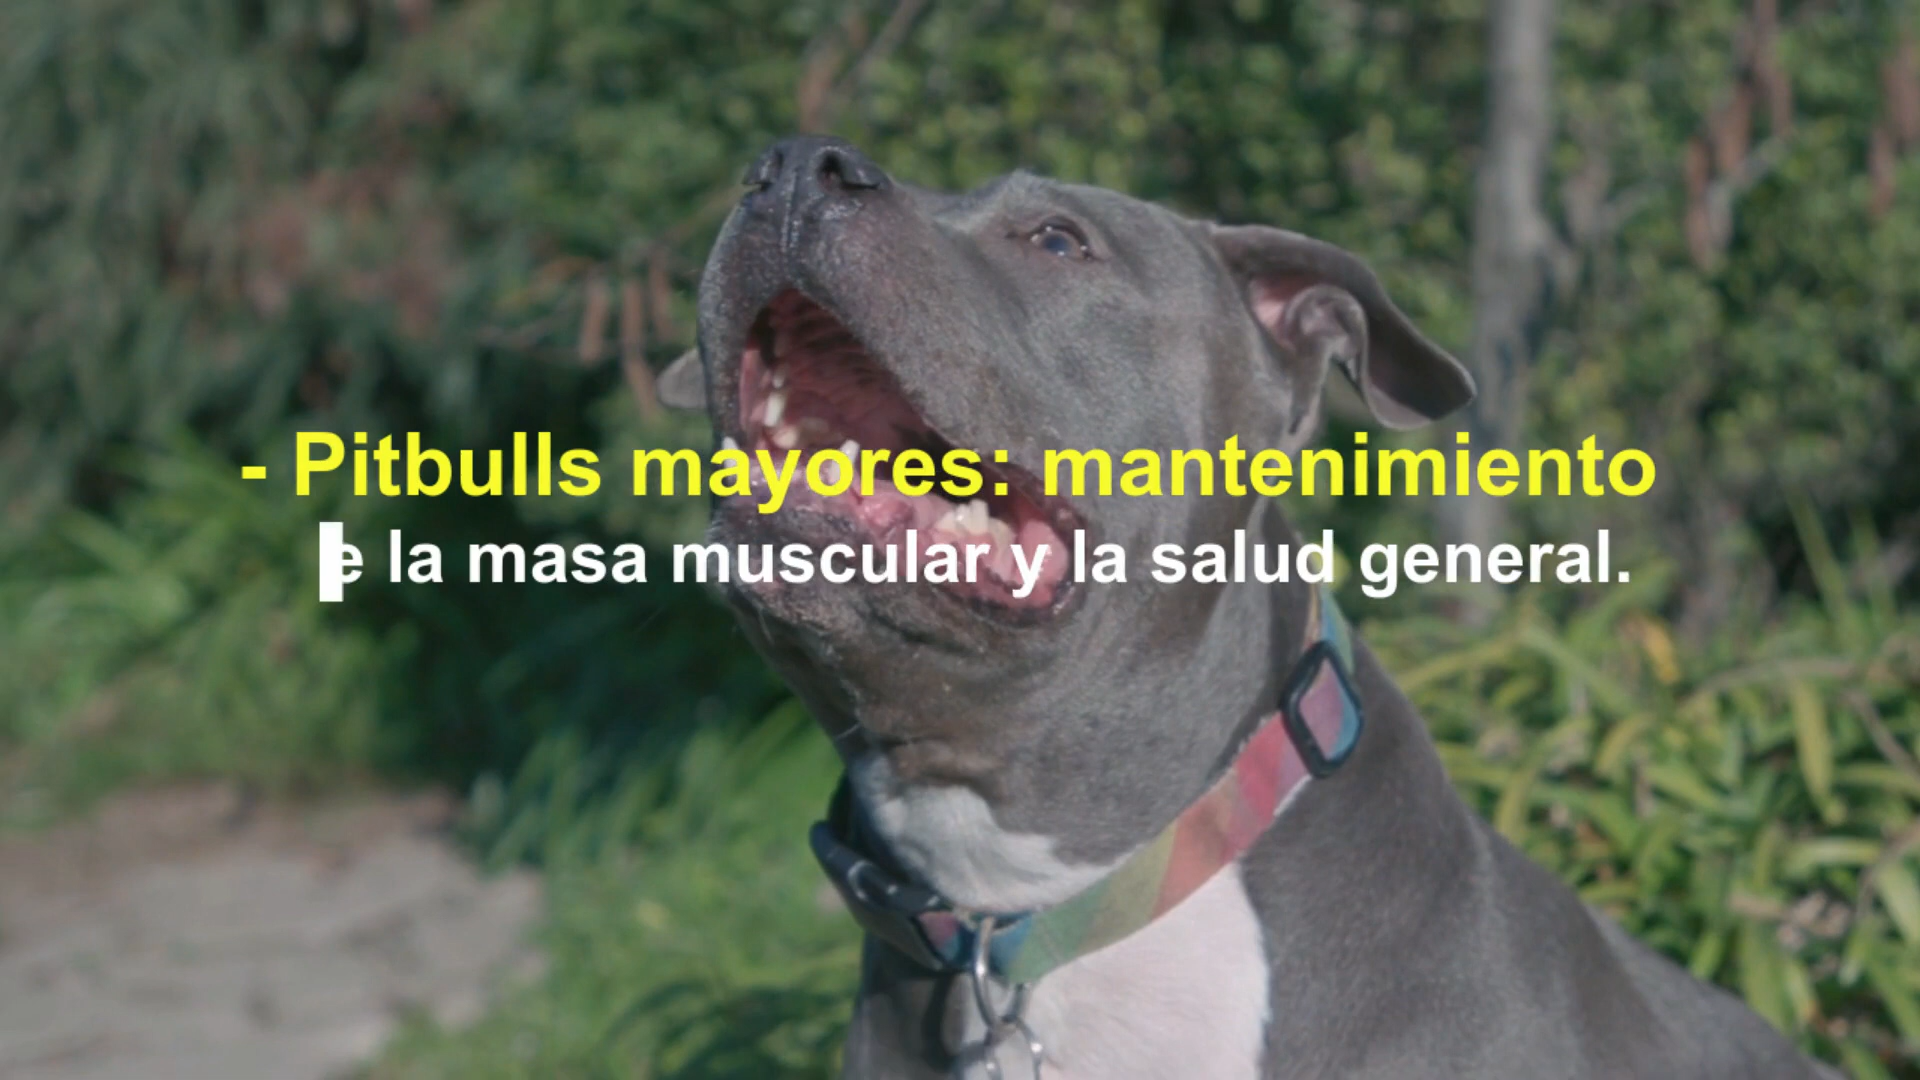 - Pitbulls mayores: mantenimiento
e la masa muscular y la salud general.